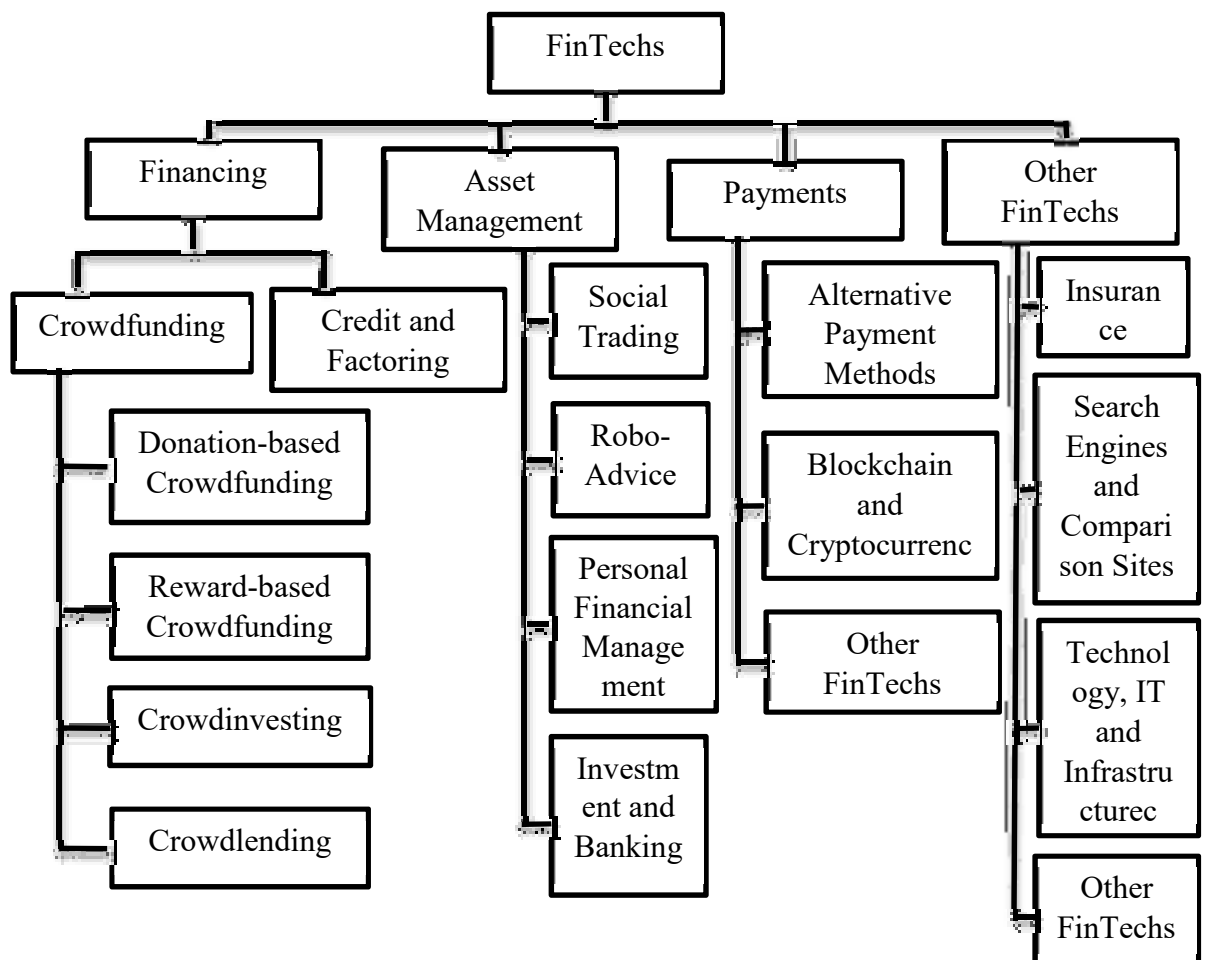 FinTechs
Financing
Asset
Management
Payments
Other
FinTechs
Crowdfunding
Credit and
Factoring
Donation-based
Crowdfunding
Reward-based
Crowdfunding
Crowdinvesting
Crowdlending
Social
Trading
Robo-
Advice
Personal
Financial
Manage
ment
Investm
ent and
Banking
Alternative
Payment
Methods
Blockchain
and
Cryptocurrenc
Other
FinTechs
Insuran
ce
Search
Engines
and
Compari
son Sites
Technol
ogy, IT
and
Infrastru
cturec
Other
FinTechs